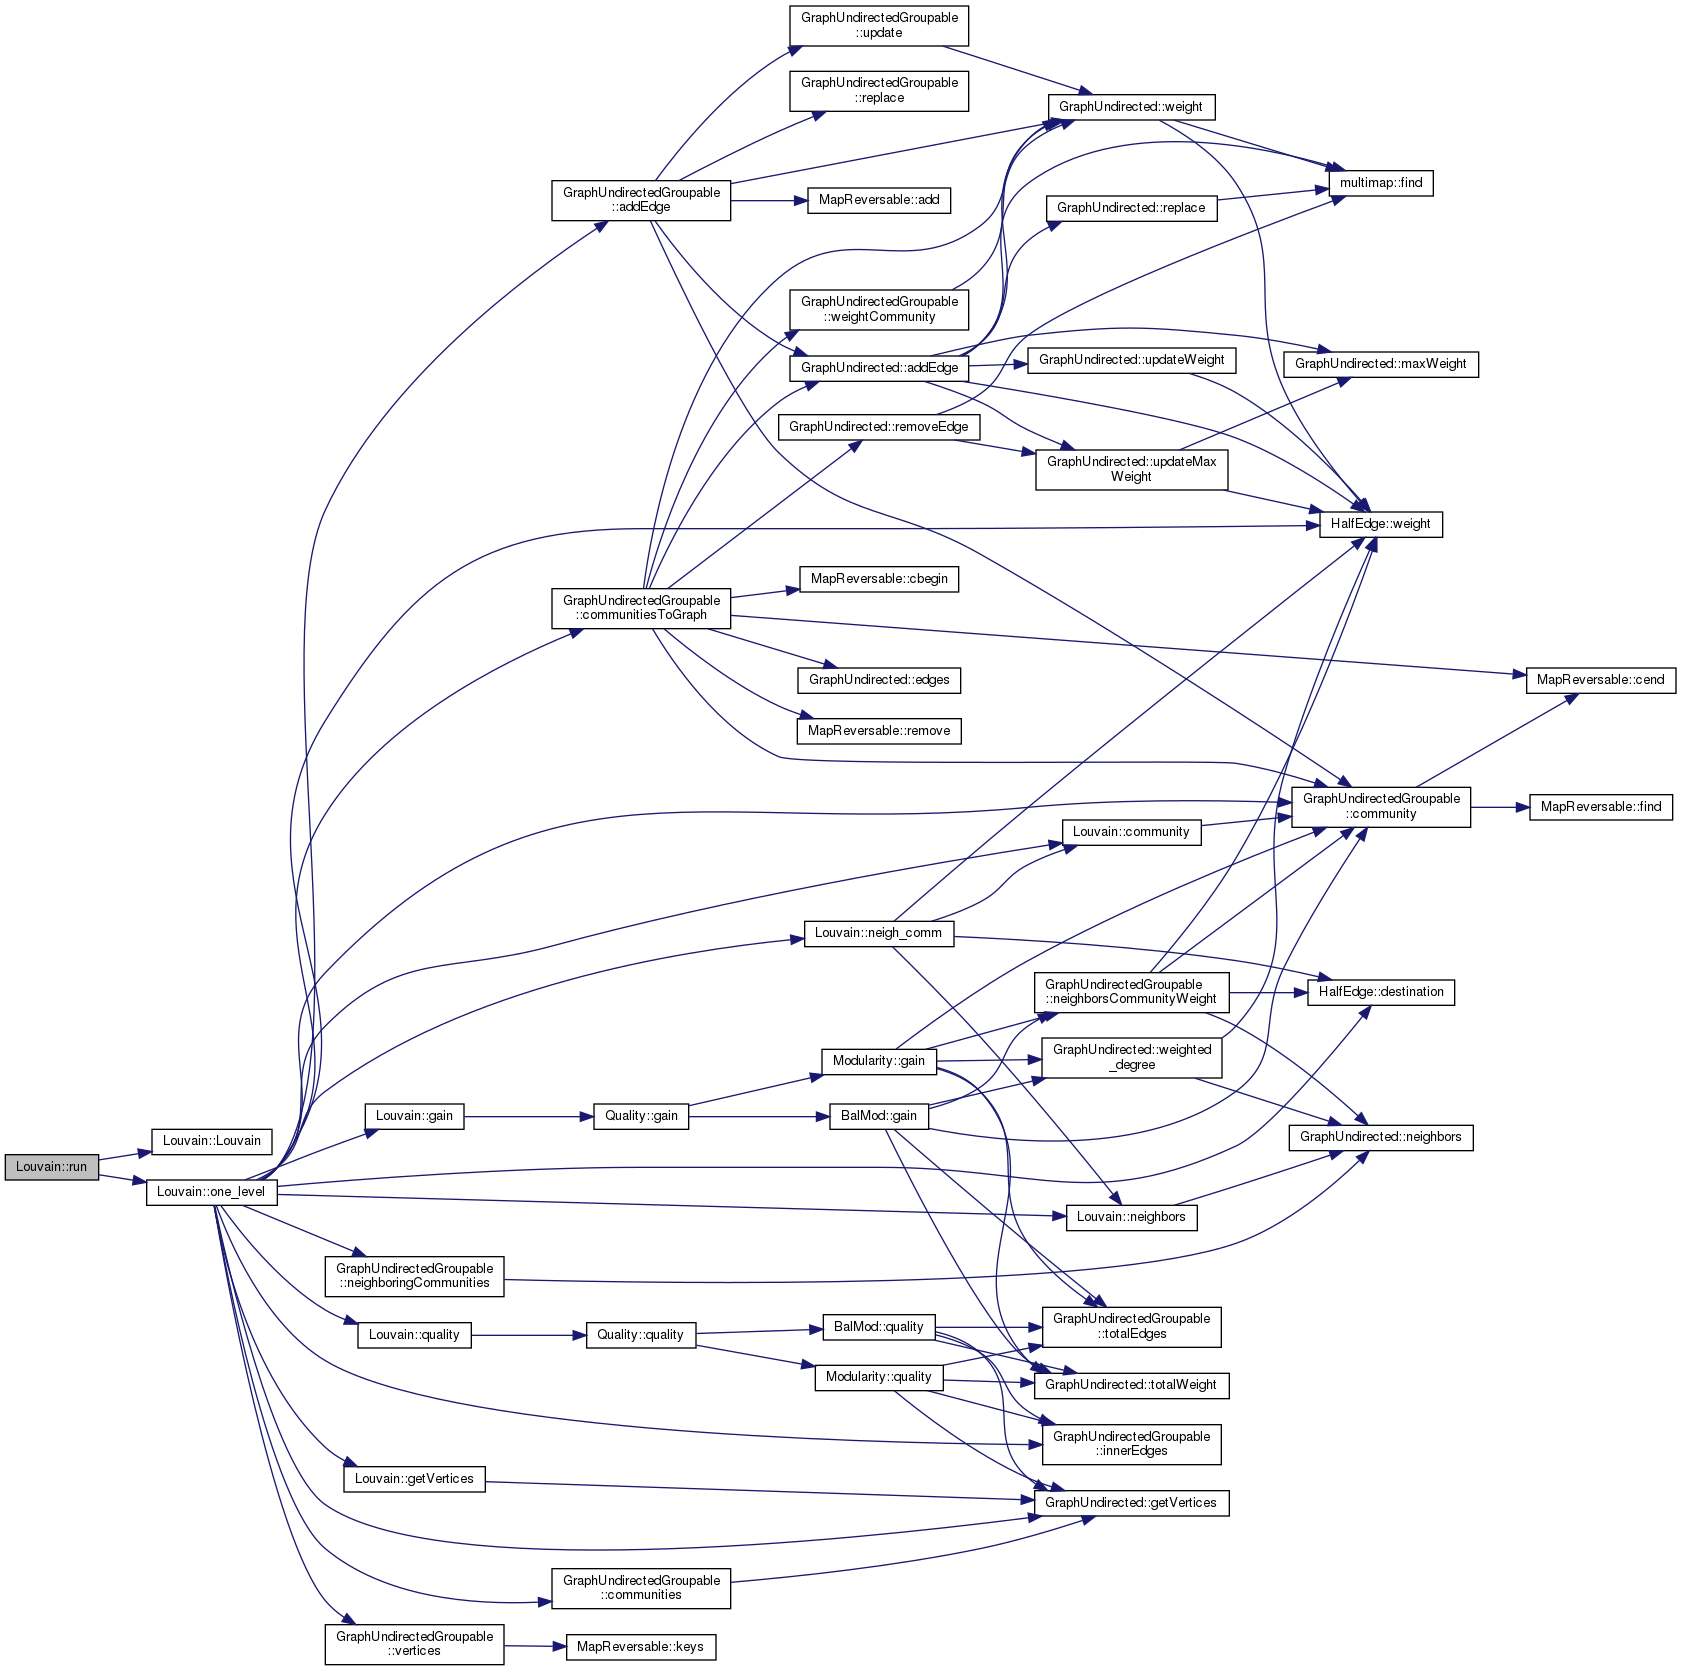 GraphUndirectedGroupable
::update
GraphUndirectedGroupable
::replace
GraphUndirected::weight
multimap::find
GraphUndirectedGroupable
::addEdge
MapReversable::add
GraphUndirected::replace
GraphUndirectedGroupable
::weightCommunity
GraphUndirected::addEdge
GraphUndirected::updateWeight
GraphUndirected::maxWeight
GraphUndirected::removeEdge
GraphUndirected::updateMax
Weight
HalfEdge::weight
MapReversable::cbegin
GraphUndirectedGroupable
::communitiesToGraph
GraphUndirected::edges
MapReversable::cend
MapReversable::remove
GraphUndirectedGroupable
::community
MapReversable::find
Louvain::community
Louvain::neigh_comm
GraphUndirectedGroupable
::neighborsCommunityWeight
HalfEdge::destination
Modularity::gain
GraphUndirected::weighted
_degree
Louvain::gain
Quality::gain
BalMod::gain
Louvain::Louvain
GraphUndirected::neighbors
Louvain::run
Louvain::one_level
Louvain::neighbors
GraphUndirectedGroupable
::neighboringCommunities
Louvain::quality
Quality::quality
BalMod::quality
GraphUndirectedGroupable
::totalEdges
Modularity::quality
GraphUndirected::totalWeight
GraphUndirectedGroupable
::innerEdges
Louvain::getVertices
GraphUndirected::getVertices
GraphUndirectedGroupable
::communities
GraphUndirectedGroupable
::vertices
MapReversable::keys